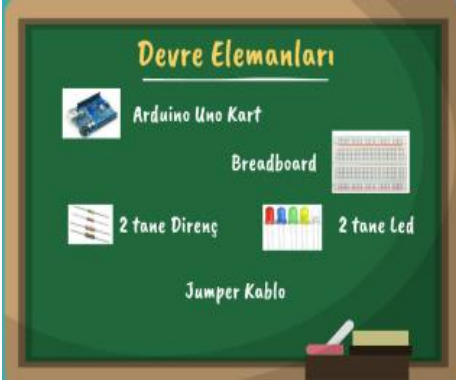 Devre Elemanları
Arduino Uno Kart
Breadboard
2 tane Direnç
2 tane Led
Jumper Kablo